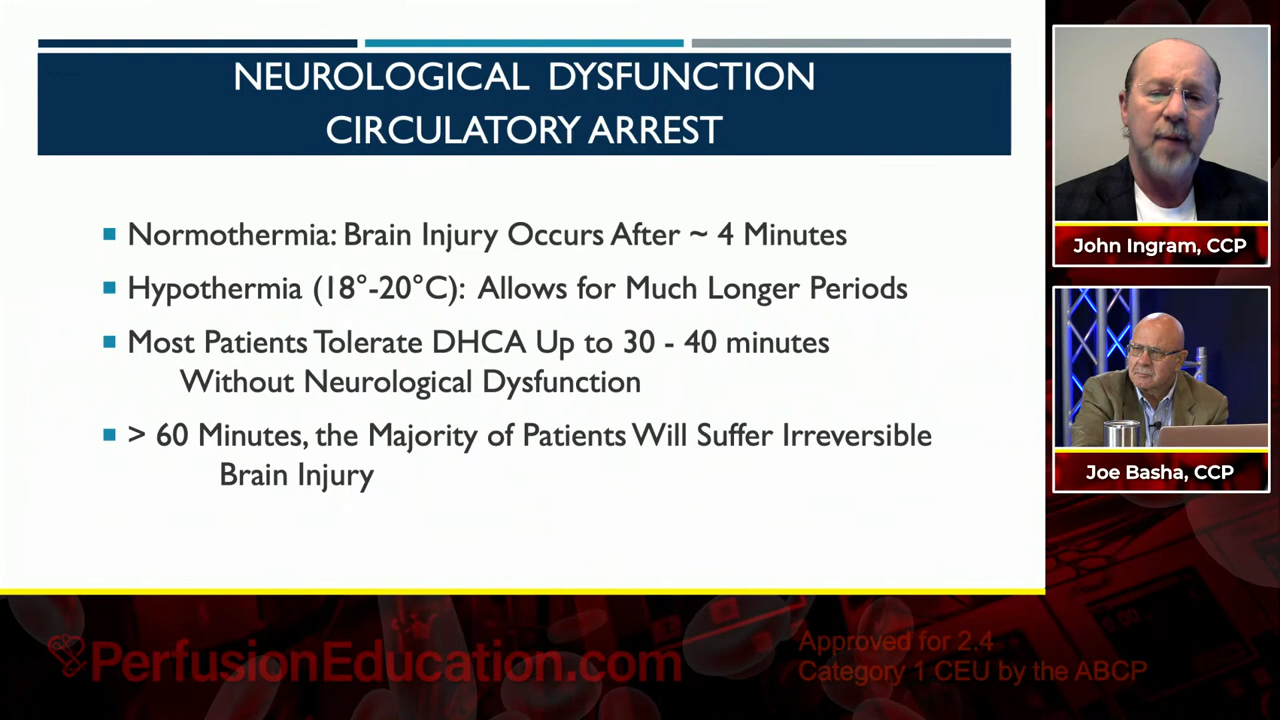 NEUROLOGICAL DYSFUNCTION
CIRCULATORY ARREST
Normothermia: Brain Injury Occurs After ~ 4 Minutes
Hypothermia (18°-20°C): Allows for Much Longer Periods
Most Patients Tolerate DHCA Up to 30 - 40 minutes
Without Neurological Dysfunction
> 60 Minutes, the Majority of Patients Will Suffer Irreversible
Brain Injury
John Ingram, CCP
Joe Basha, CCP
PerfusionEducation.com
Approved for 2.4
Category 1 CEU by the ABCP